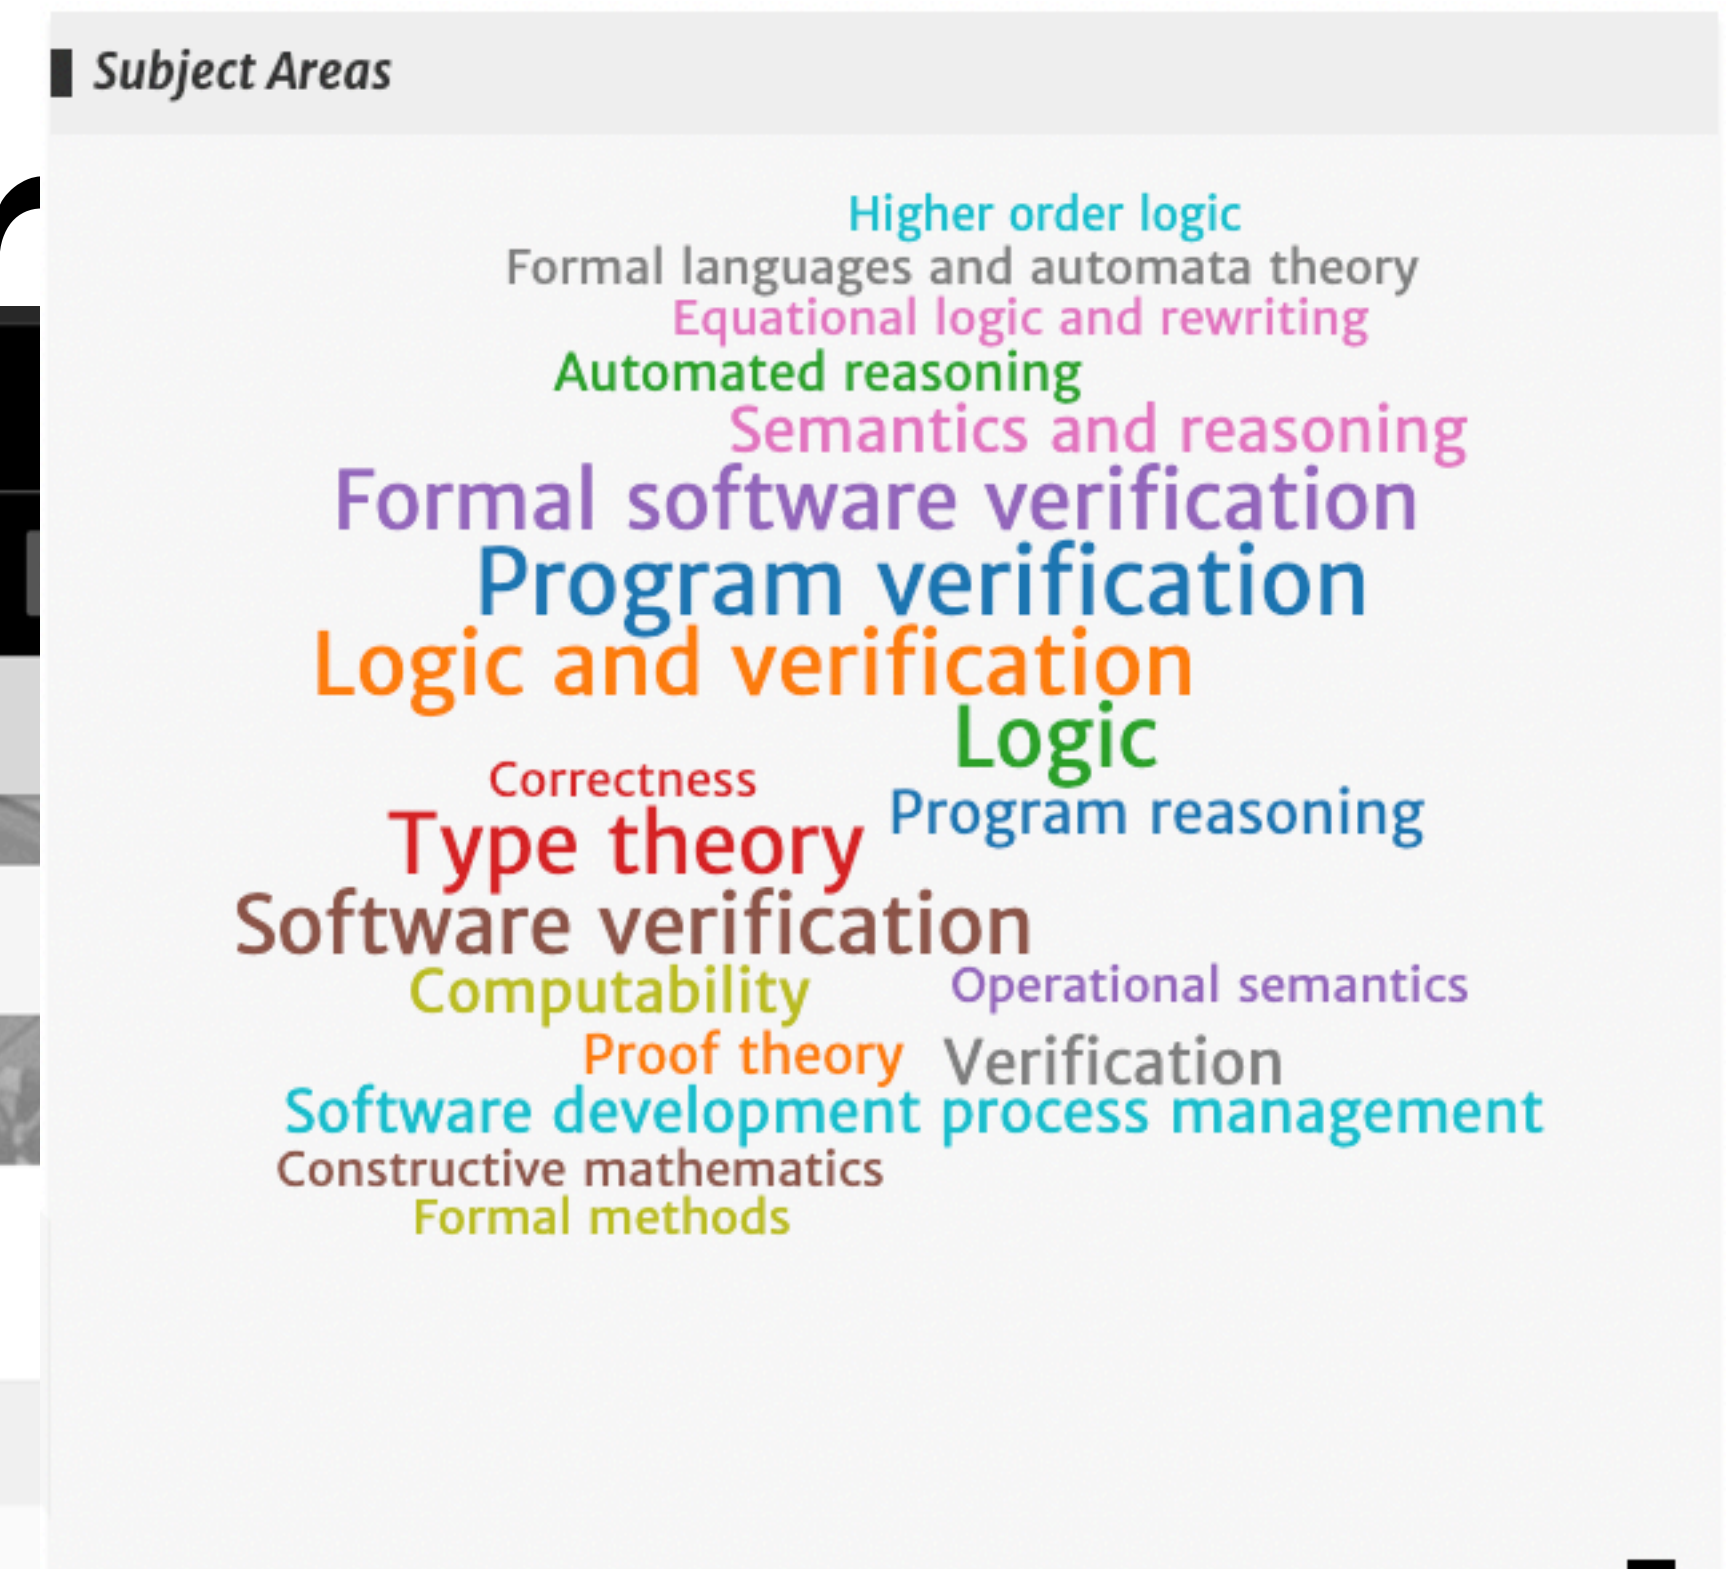 Subject Areas
Higher order logic
Formal languages and automata theory
Equational logic and rewriting
Automated reasoning
Semantics and reasoning
Formal software verification
Program verification
Logic and verification
Logic
Correctness
Program reasoning
Type theory
Software verification
Computability
Operational semantics
Proof theory
Verification
Software development process management
Constructive mathematics
Formal methods